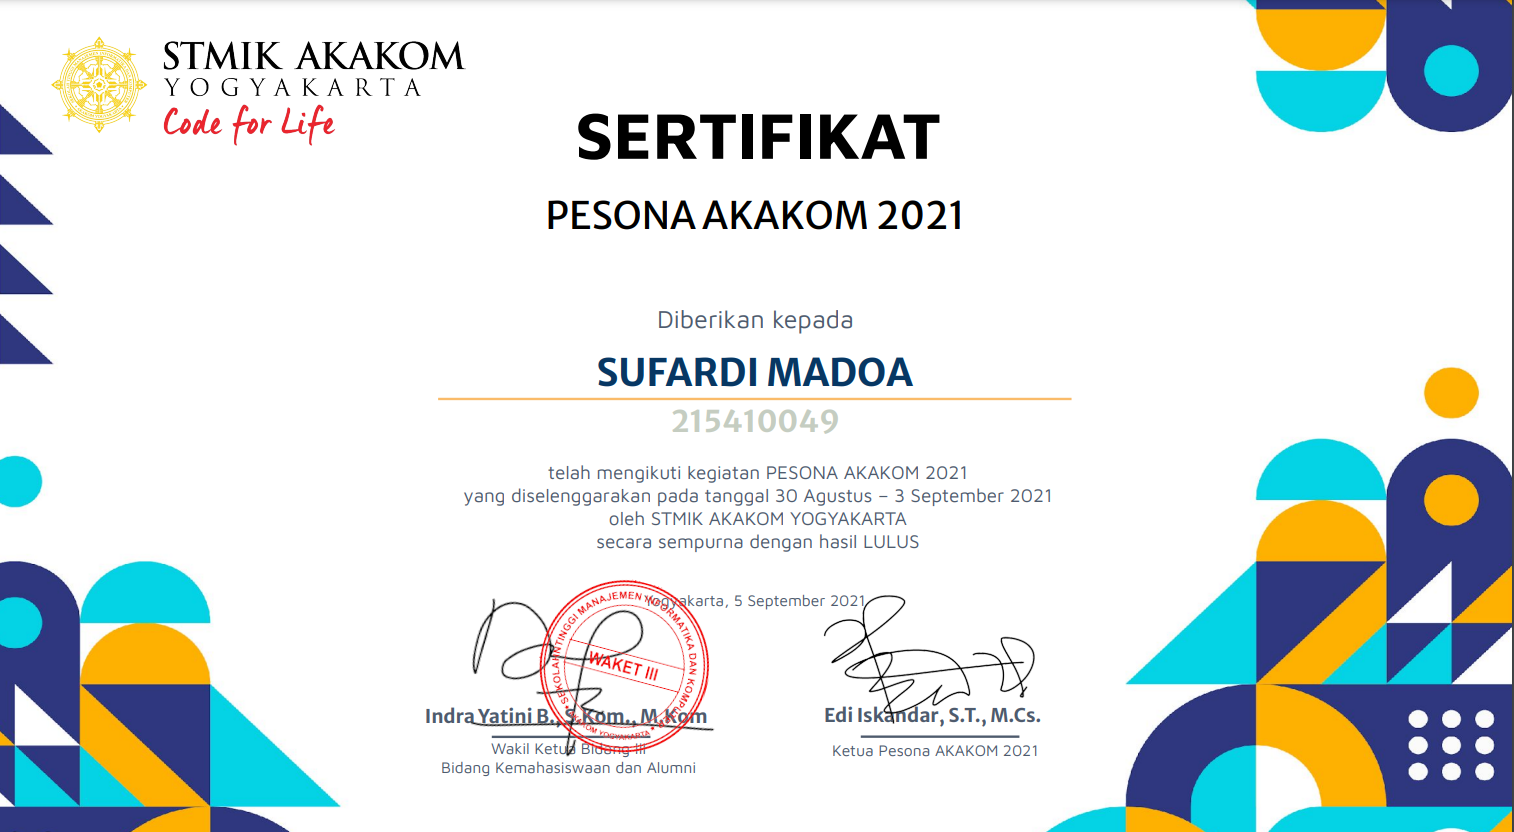 STMIK AKAKOM
YOGYAKARTA
Code for Life
SERTIFIKAT
PESONA AKAKOM 2021
Diberikan kepada
SUFARDI MADOA
215410049
telah mengikuti kegiatan PESONA AKAKOM 2021
yang diselenggarakan pada tanggal 30 Agustus – 3 September 2021
oleh STMIK AKAKOM YOGYAKARTA
secara sempurna dengan hasil LULUS
Yogyakarta, 5 September 2021
SEKOLAH TINGGI MANAJEMEN INFORMATIKA DAN KOMPUTER
WAKET III
AKAKOM YOGYAKARTA
Indra Yatini B., S.Kom., M.Kom
Wakil Ketua Bidang III
Bidang Kemahasiswaan dan Alumni
Edi Iskandar, S.T., M.Cs.
Ketua Pesona AKAKOM 2021